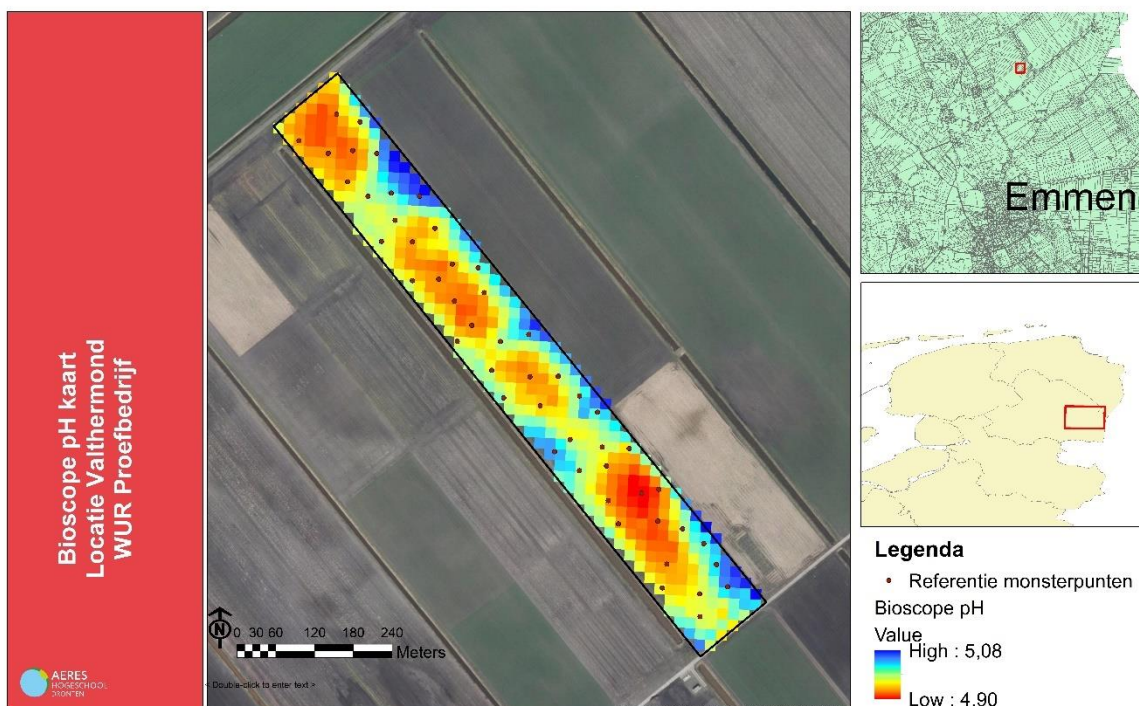 Bioscope pH kaart
Locatie Valthermond
WUR Proefbedrijf
AERES
HOGESCHOOL
DRONTEN
N
0 30 60 120 180 240
Meters
< Double-click to enter text >
Emmen
Legenda
Referentie monsterpunten
Bioscope pH
Value
High : 5,08
Low : 4,90